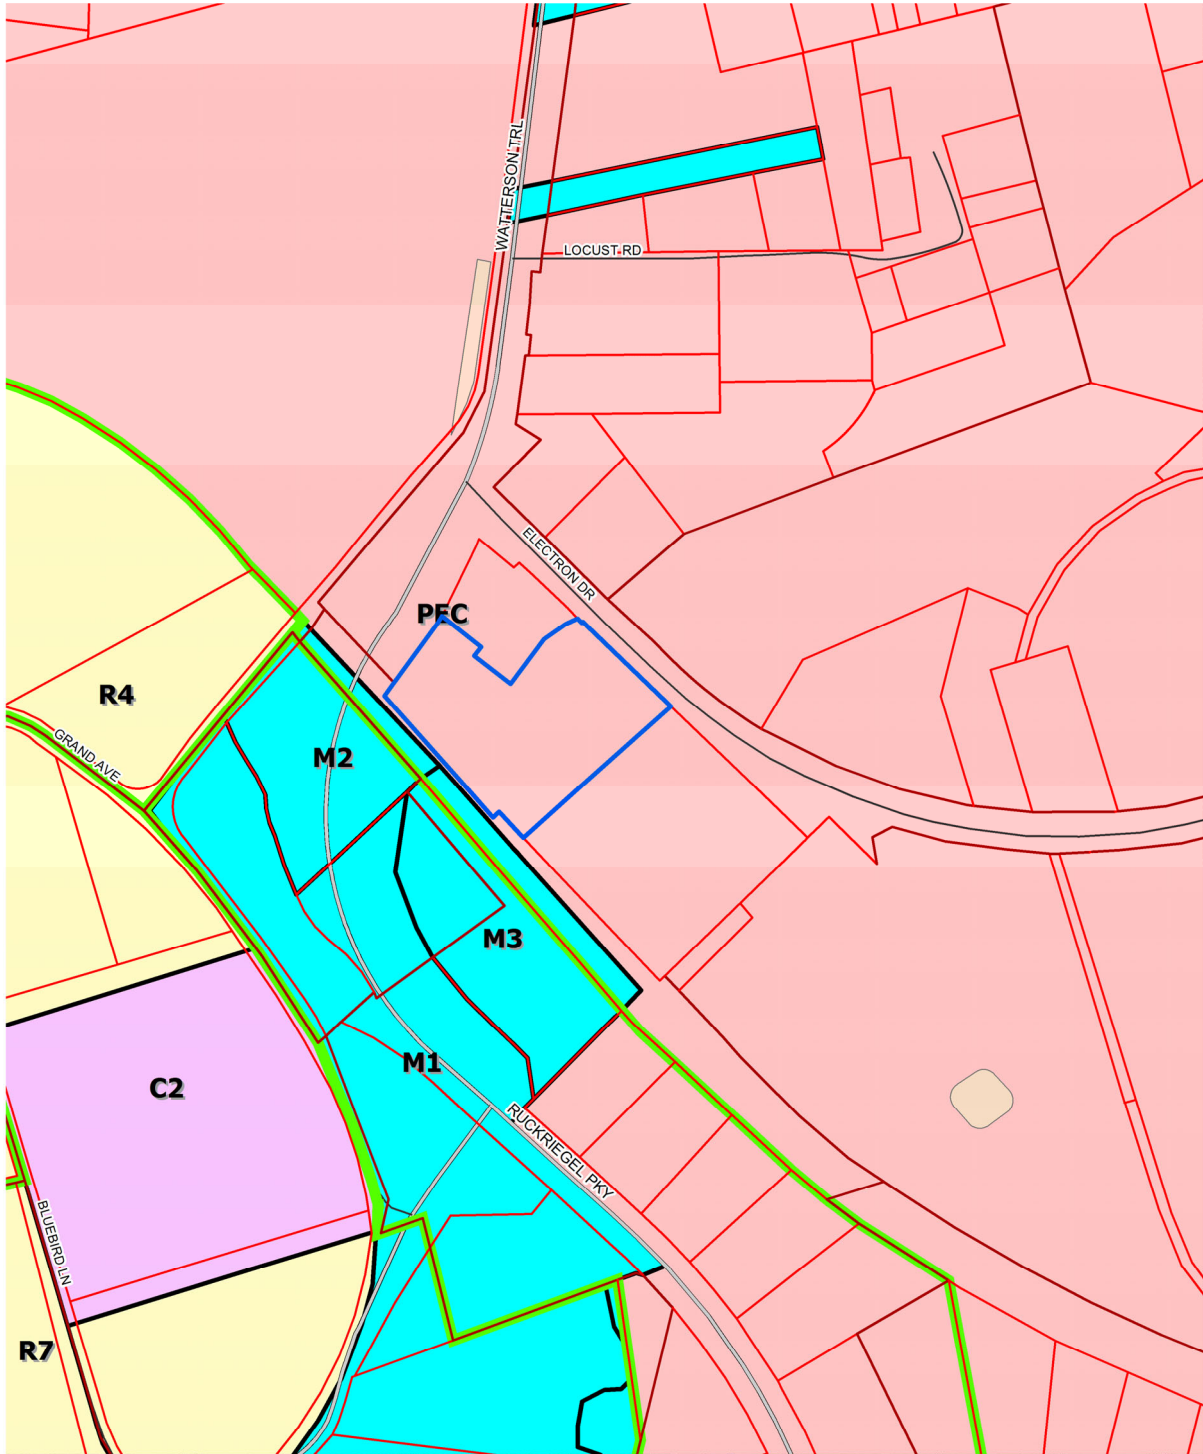 WATTERSON TRL
LOCUST RD
ELECTRON DR
PEC
R4
GRAND AVE
M2
M3
M1
C2
RUCKRIEGEL PKY
BLUEBIRD LN
R7